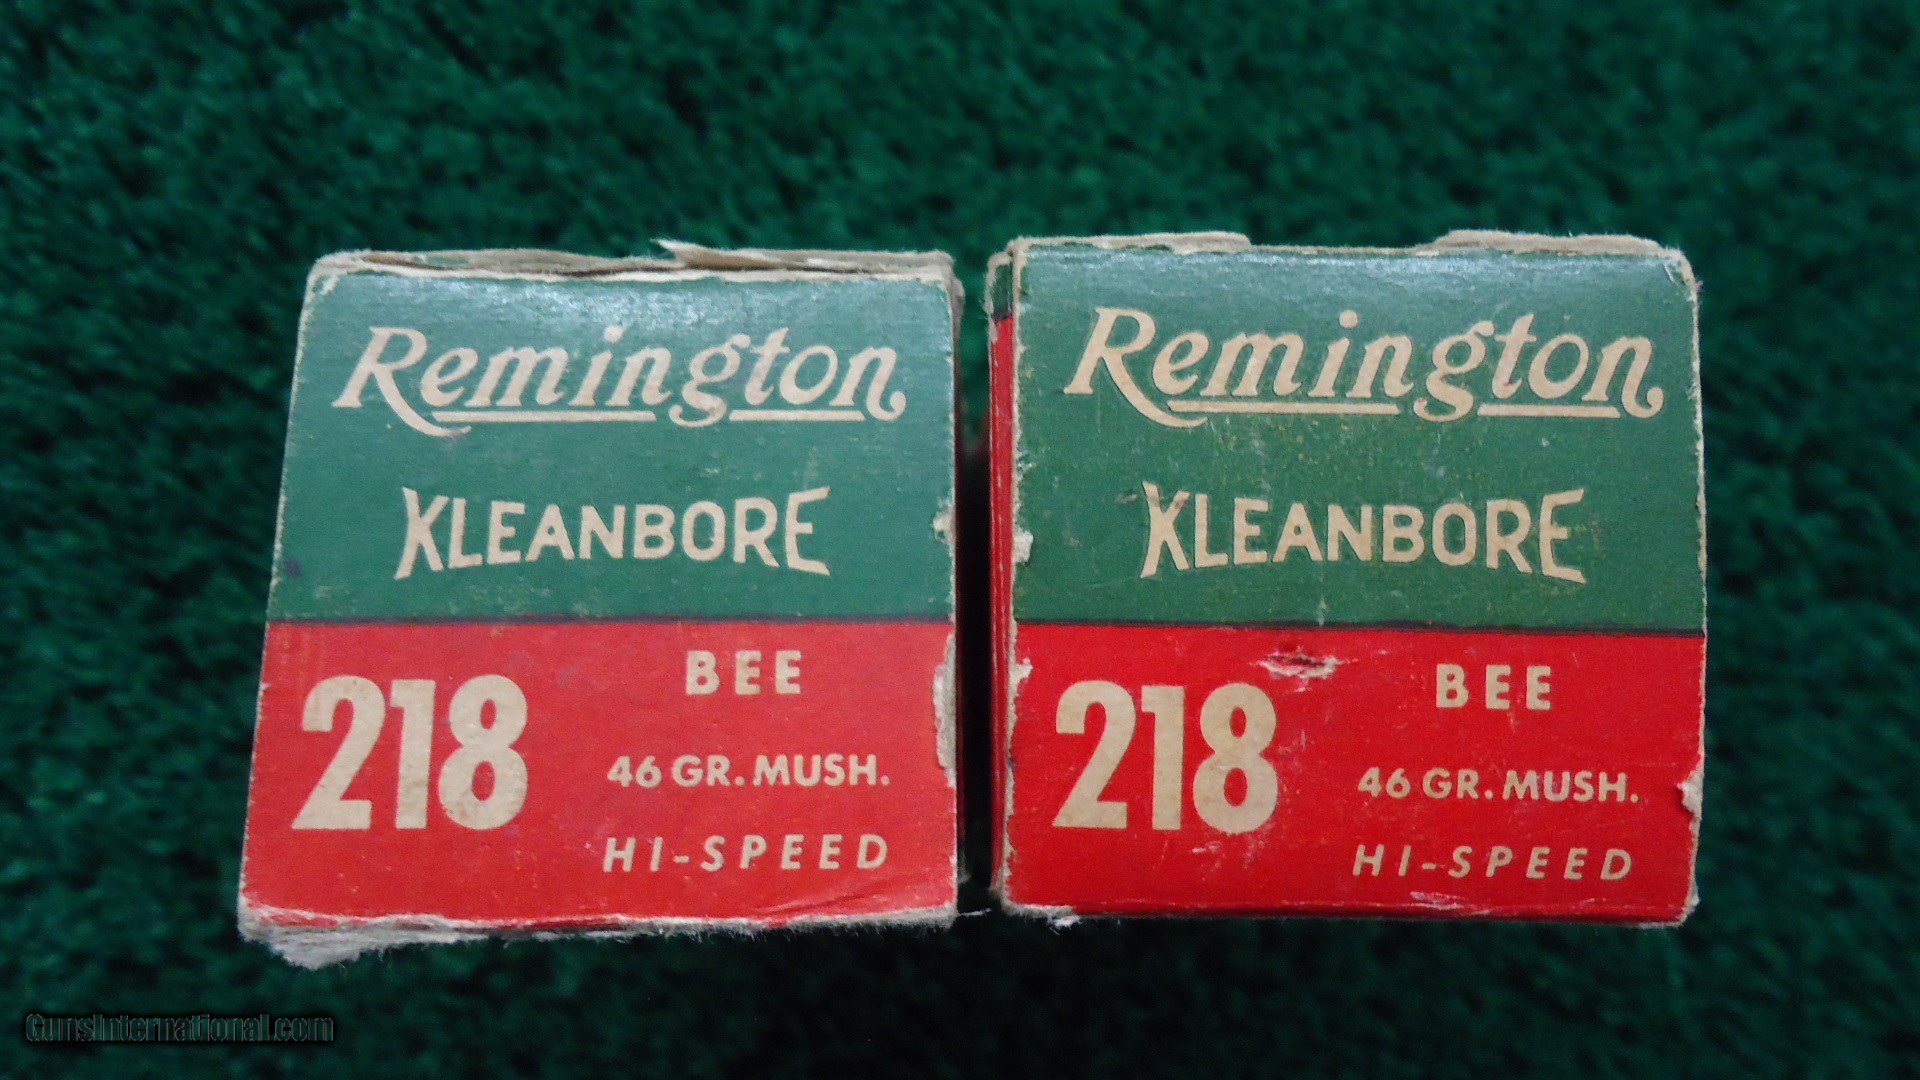 Remington
KLEANBORE
218
BEE
46 GR. MUSH.
HI-SPEED
Remington
KLEANBORE
218
BEE
46 GR. MUSH.
HI-SPEED
GunsInternational.com